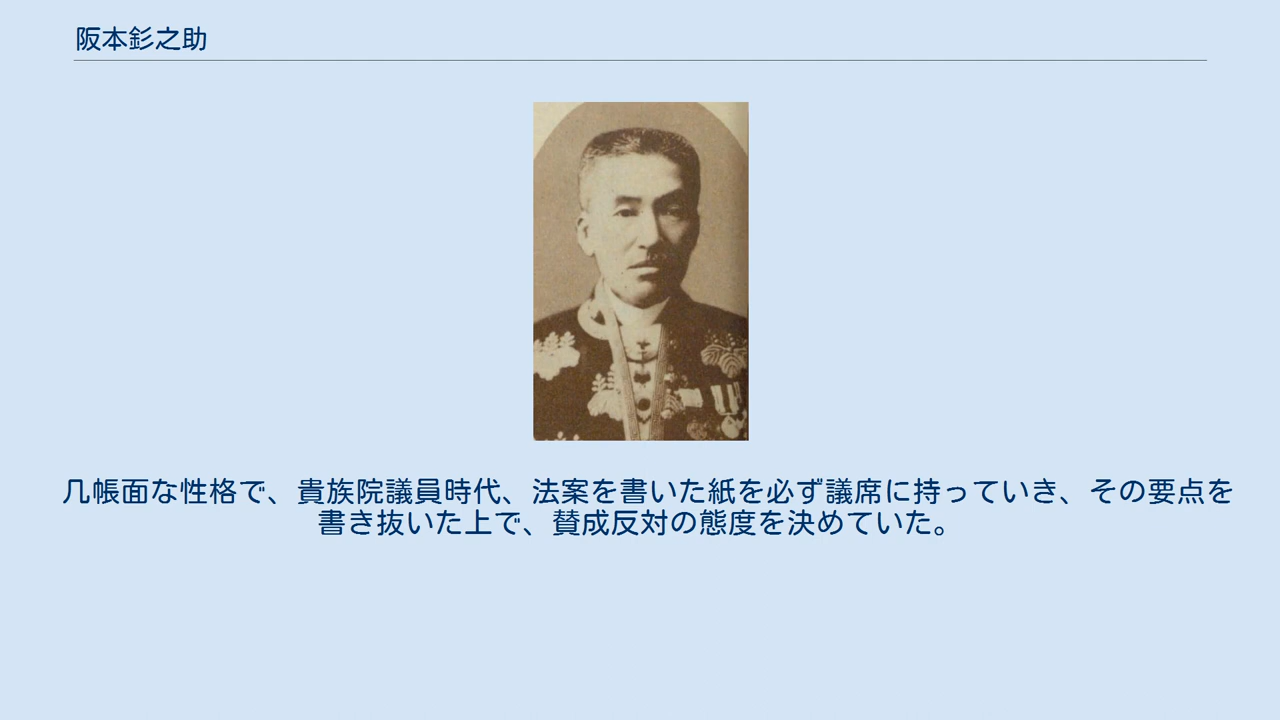 阪本釤之助
几帳面な性格で、貴族院議員時代、法案を書いた紙を必ず議席に持っていき、その要点を
書き抜いた上で、賛成反対の態度を決めていた。